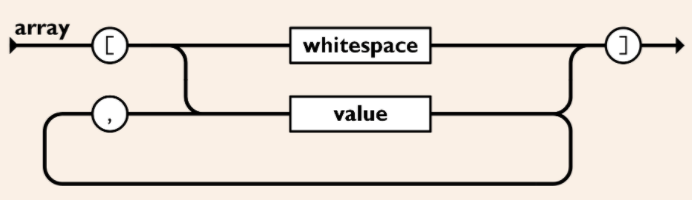 array
[ whitespace ]
, value